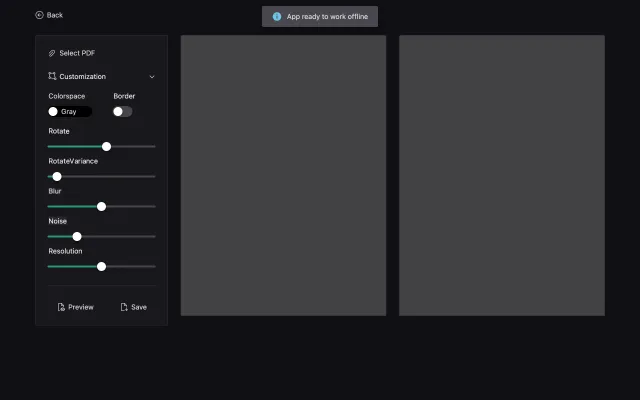 Back
App ready to work offline
Select PDF
Customization
Colorspace
Border
Gray
Rotate
RotateVariance
Blur
Noise
Resolution
Preview
Save